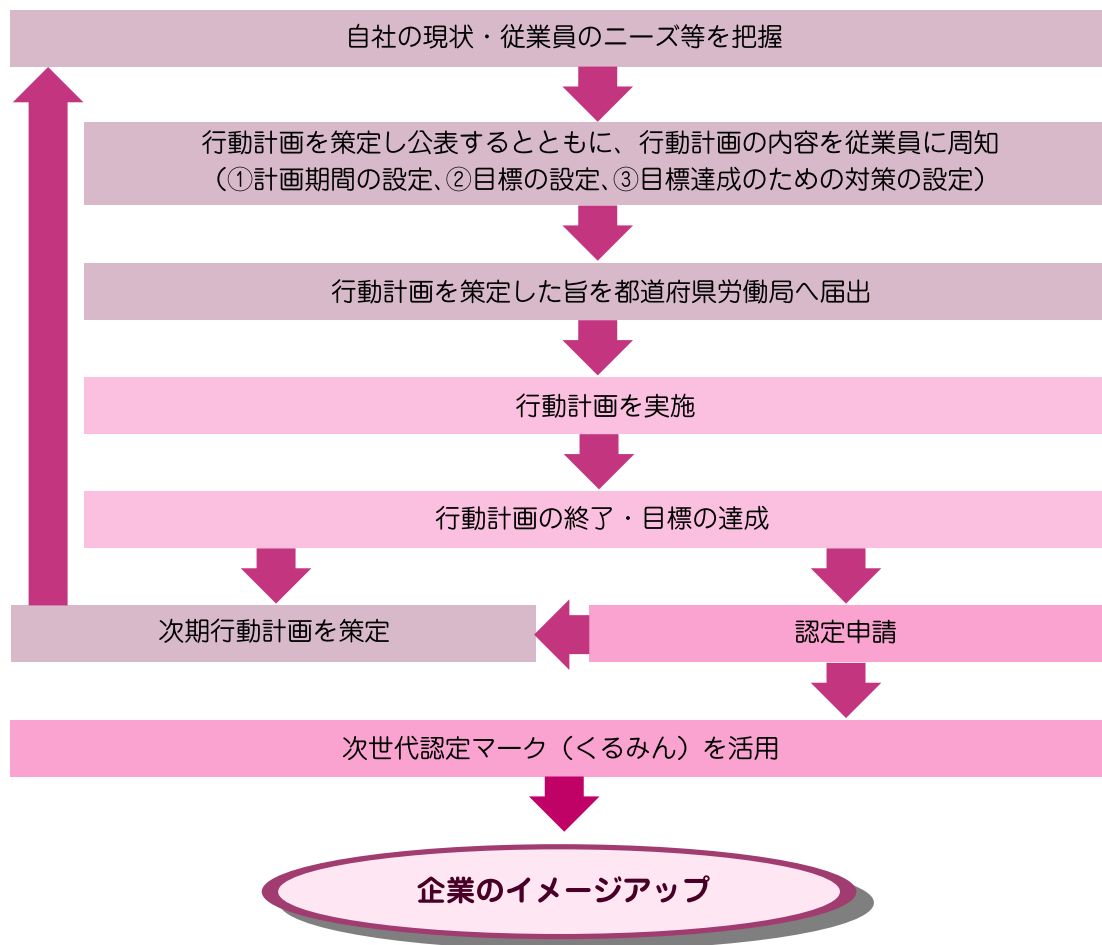 自社の現状・従業員のニーズ等を把握
行動計画を策定し公表するとともに、行動計画の内容を従業員に周知
（①計画期間の設定、②目標の設定、③目標達成のための対策の設定）
行動計画を策定した旨を都道府県労働局へ届出
行動計画を実施
行動計画の終了・目標の達成
次期行動計画を策定
認定申請
次世代認定マーク（くるみん）を活用
企業のイメージアップ